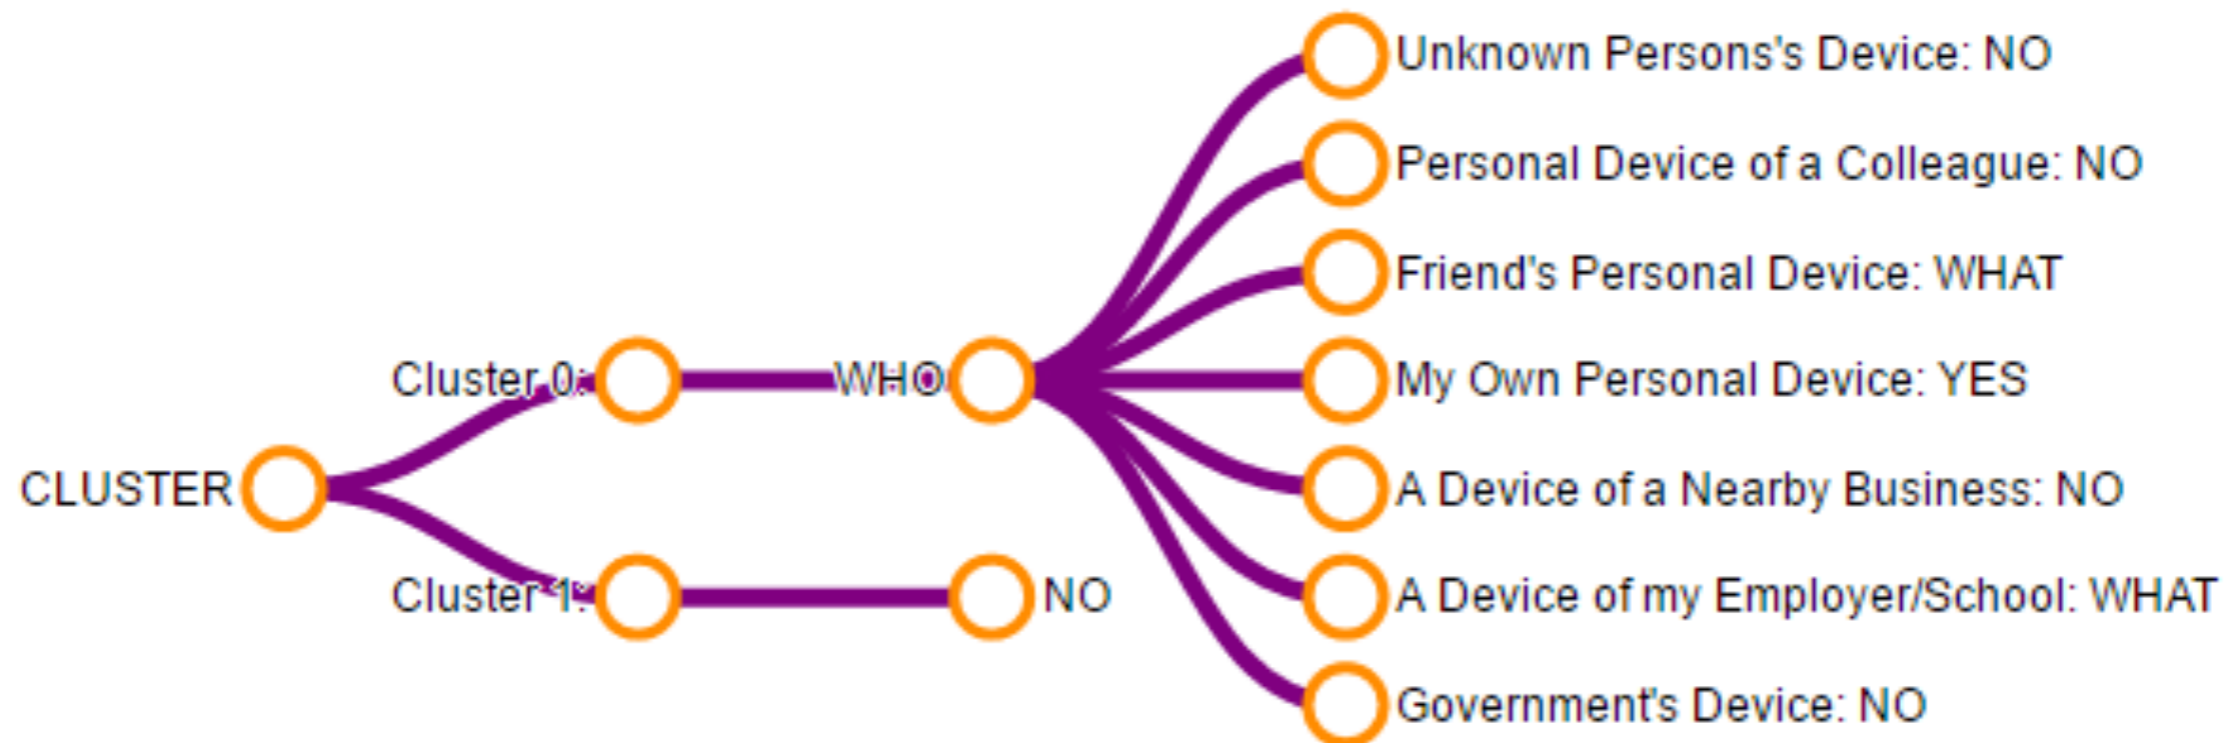 Unknown Persons's Device: NO
Personal Device of a Colleague: NO
Friend's Personal Device: WHAT
Cluster 0:
WHO
My Own Personal Device: YES
CLUSTER
A Device of a Nearby Business: NO
Cluster 1:
NO
A Device of my Employer/School: WHAT
Government's Device: NO